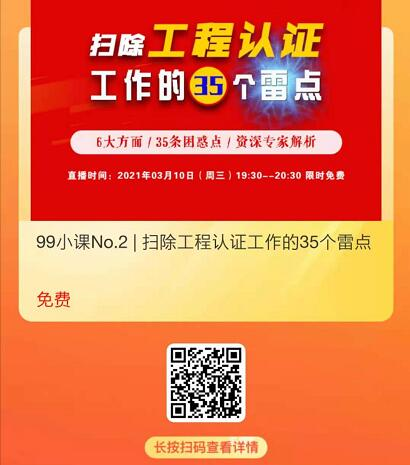 扫除工程认证
工作的35个雷点
6大方面 / 35条困惑点 / 资深专家解析
直播时间：2021年03月10日（周三）19:30--20:30 限时免费
99小课No.2 | 扫除工程认证工作的35个雷点
免费
长按扫码查看详情